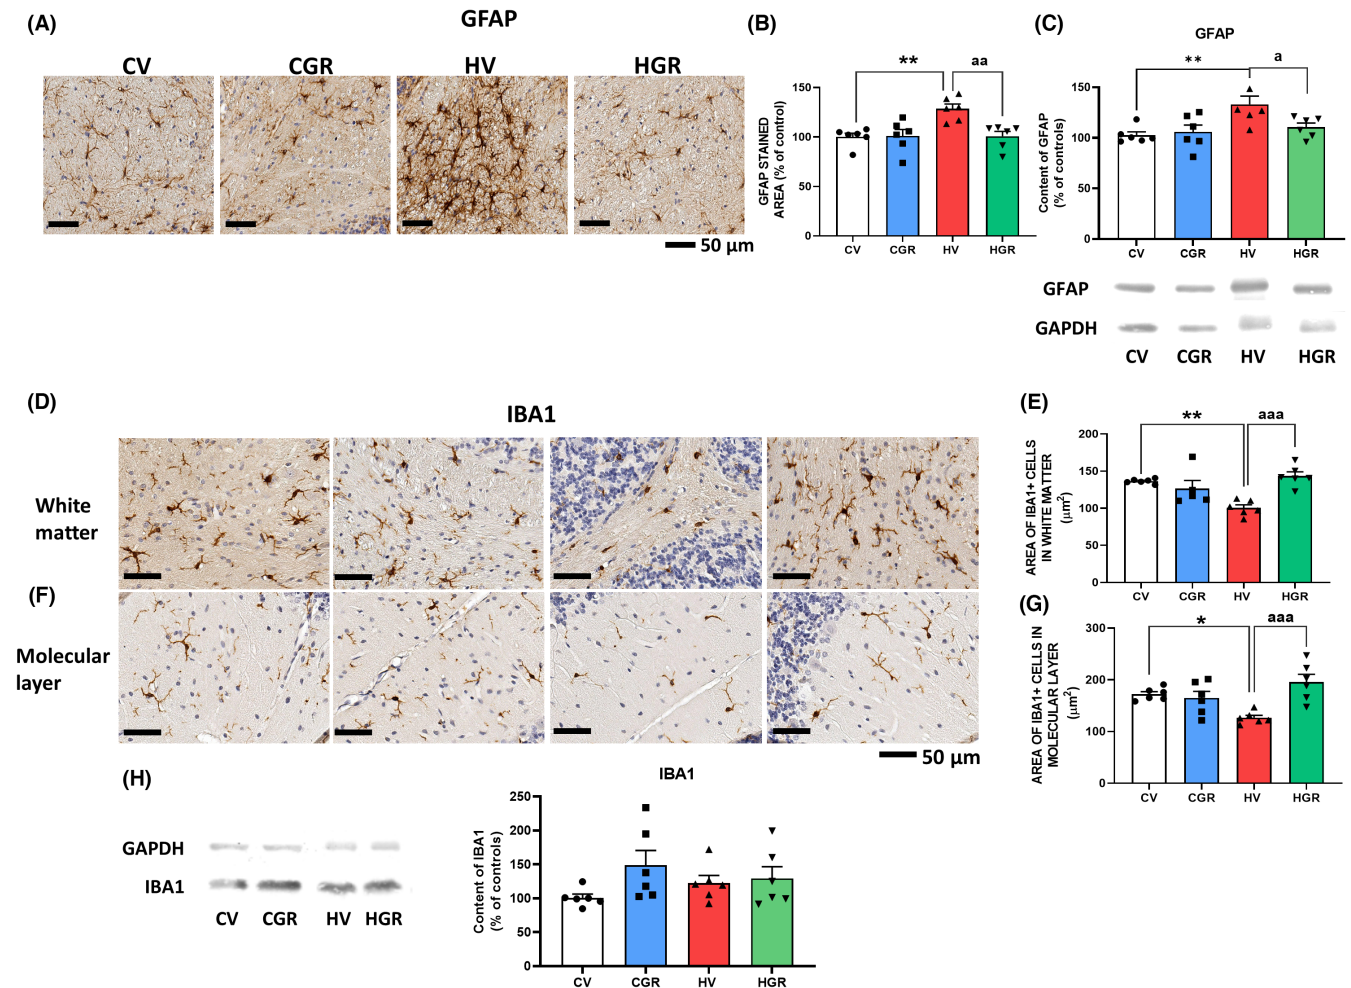 (A)
GFAP
CV
CGR
HV
HGR
50 µm
(B)
**
aa
GFAP STAINED
AREA (% of control)
150
100
50
0
CV
CGR
HV
HGR
(C)
GFAP
**
a
Content of GFAP
(% of controls)
150
100
50
0
CV
CGR
HV
HGR
GFAP
GAPDH
CV
CGR
HV
HGR
(D)
IBA1
White
matter
(E)
**
aaa
AREA OF IBA1+ CELLS
IN WHITE MATTER
(µm²)
200
150
100
50
0
CV
CGR
HV
HGR
(F)
Molecular
layer
50 µm
(G)
*
aaa
AREA OF IBA1+ CELLS IN
MOLECULAR LAYER
(µm²)
300
200
100
0
CV
CGR
HV
HGR
(H)
GAPDH
IBA1
CV
CGR
HV
HGR
IBA1
Content of IBA1
(% of controls)
250
200
150
100
50
0
CV
CGR
HV
HGR